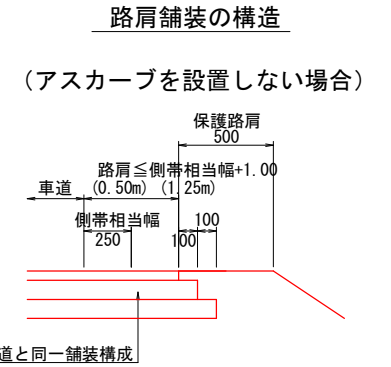 路肩舗装の構造
（アスカーブを設置しない場合）
保護路肩
500
路肩≦側帯相当幅+1.00
車道 (0.50m) (1.25m)
側帯相当幅 100
250 100
道と同一舗装構成